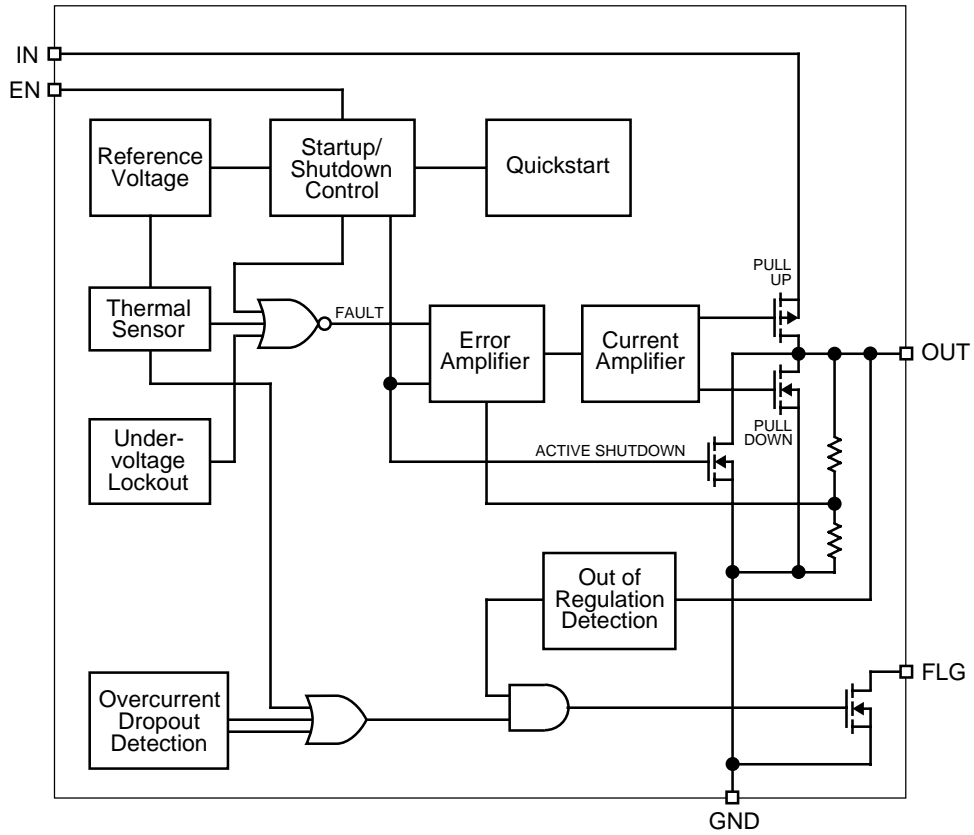 IN
EN
Reference
Voltage
Startup/
Shutdown
Control
Quickstart
PULL
UP
Thermal
Sensor
FAULT
Error
Amplifier
Current
Amplifier
OUT
Under-
voltage
Lockout
ACTIVE SHUTDOWN
PULL
DOWN
Out of
Regulation
Detection
FLG
Overcurrent
Dropout
Detection
GND